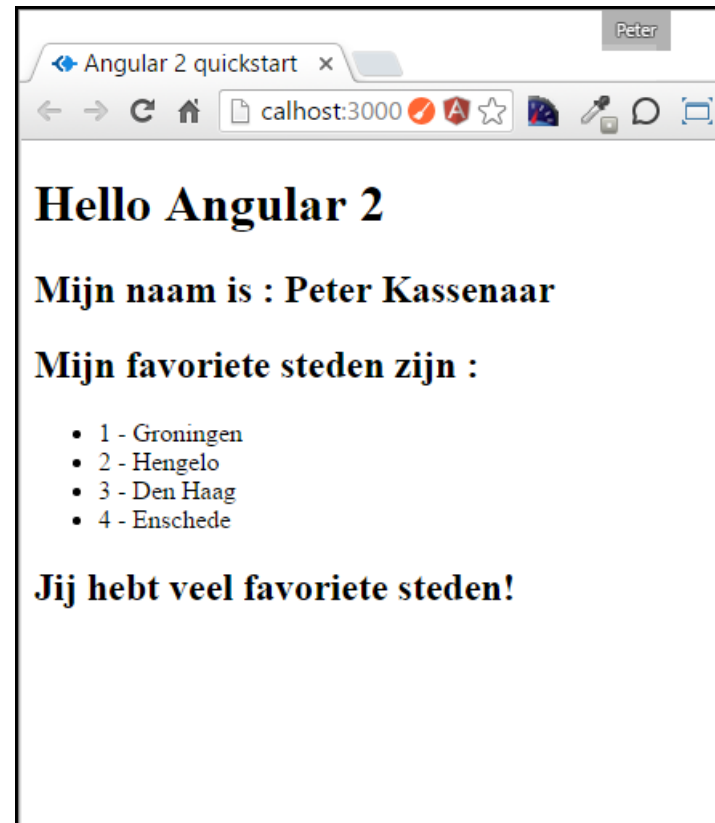 Peter
Angular 2 quickstart
calhost:3000
Hello Angular 2
Mijn naam is : Peter Kassenaar
Mijn favoriete steden zijn :
1 - Groningen
2 - Hengelo
3 - Den Haag
4 - Enschede
Jij hebt veel favoriete steden!